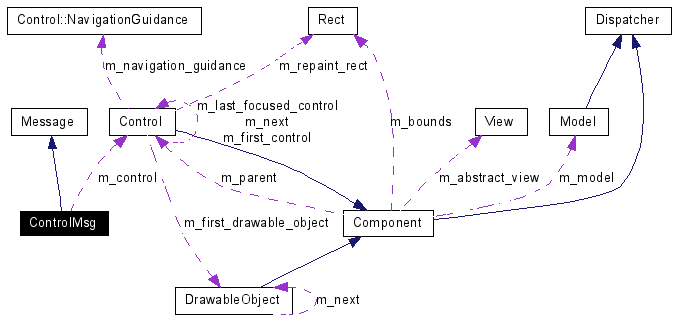 Control::NavigationGuidance
Rect
Dispatcher
m_navigation_guidance
m_repaint_rect
m_last_focused_control
m_next
m_first_control
Message
Control
m_bounds
View
Model
m_control
m_parent
m_abstract_view
m_model
ControlMsg
m_first_drawable_object
Component
DrawableObject
m_next